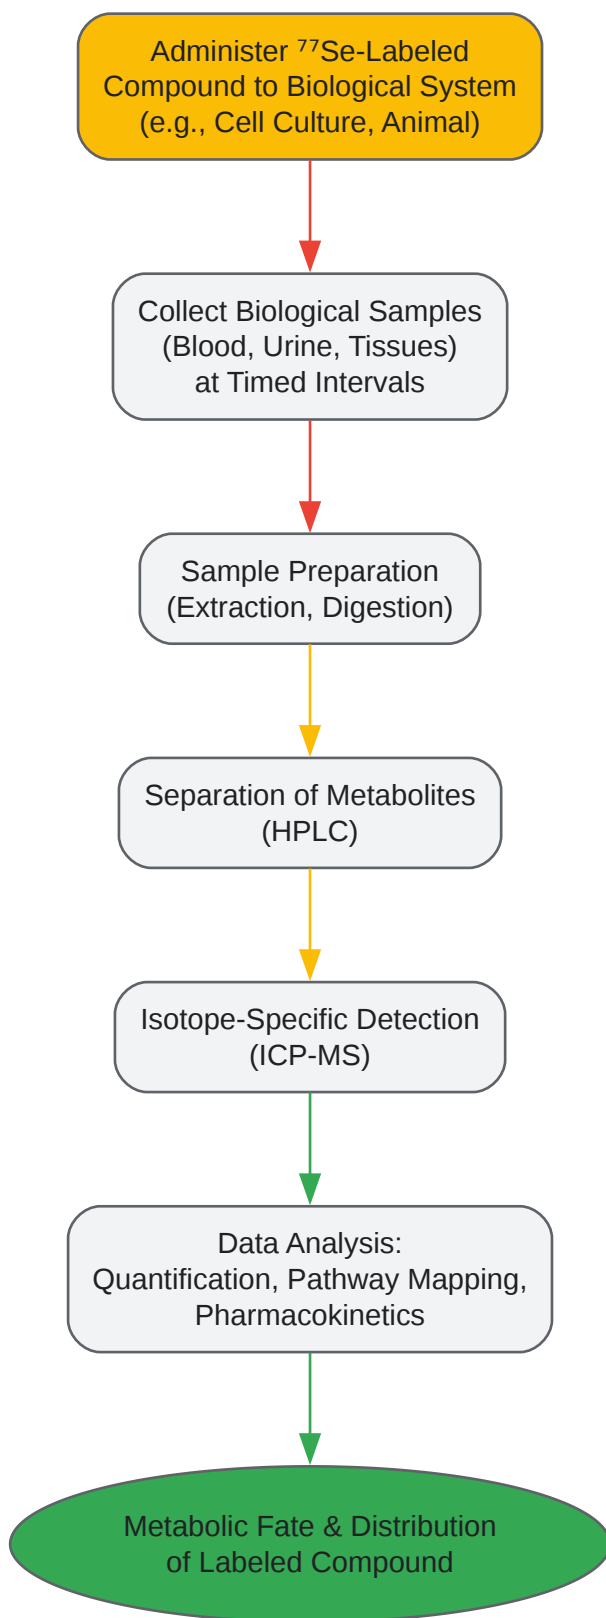 Administer ⁷⁷Se-Labeled
Compound to Biological System
(e.g., Cell Culture, Animal)
Collect Biological Samples
(Blood, Urine, Tissues)
at Timed Intervals
Sample Preparation
(Extraction, Digestion)
Separation of Metabolites
(HPLC)
Isotope-Specific Detection
(ICP-MS)
Data Analysis:
Quantification, Pathway Mapping,
Pharmacokinetics
Metabolic Fate & Distribution
of Labeled Compound